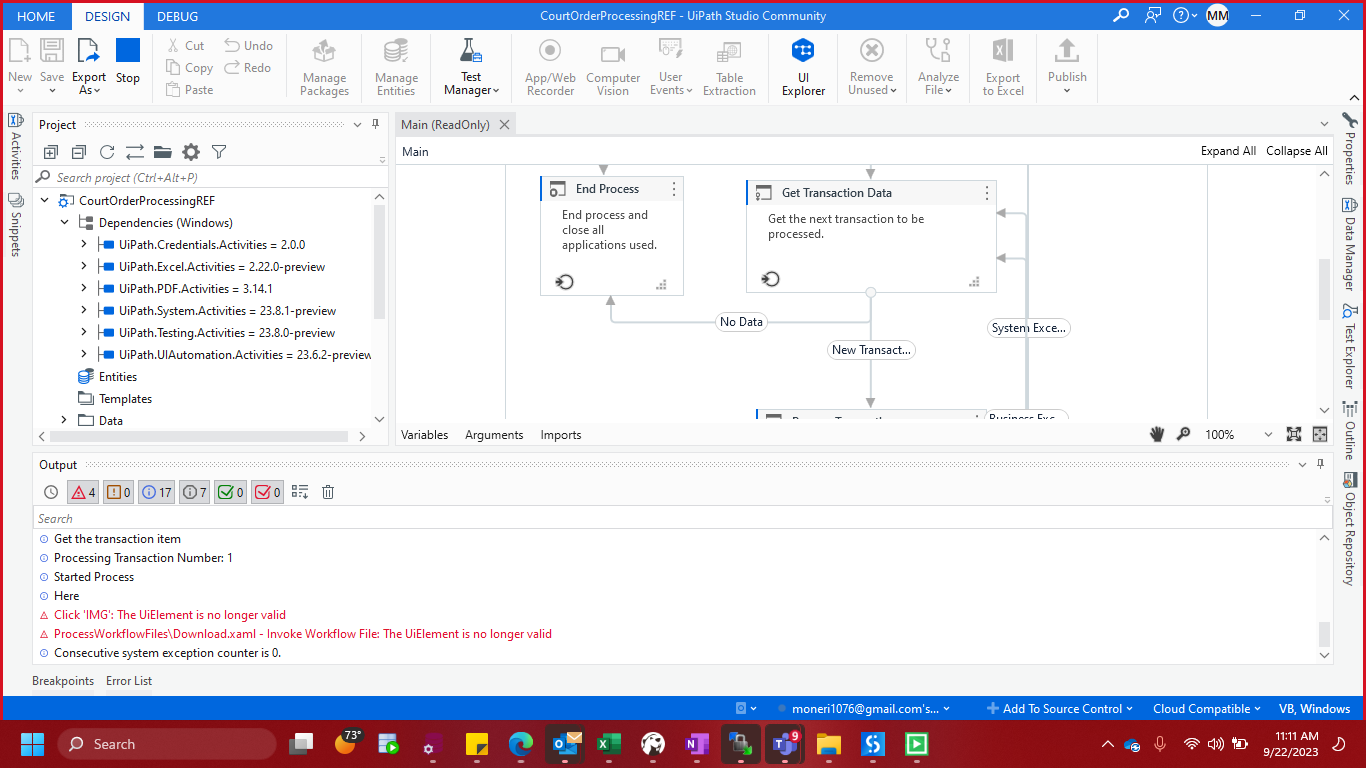 HOME DESIGN DEBUG
CourtOrderProcessingREF - UiPath Studio Community
MM
New
Save
Export
As
Stop
Cut
Copy
Paste
Undo
Redo
Manage
Packages
Manage
Entities
Test
Manager
App/Web
Recorder
Computer
Vision
User
Events
Table
Extraction
UI
Explorer
Remove
Unused
Analyze
File
Export
to Excel
Publish
Activities
Snippets
Project
Search project (Ctrl+Alt+P)
CourtOrderProcessingREF
Dependencies (Windows)
UiPath.Credentials.Activities = 2.0.0
UiPath.Excel.Activities = 2.22.0-preview
UiPath.PDF.Activities = 3.14.1
UiPath.System.Activities = 23.8.1-preview
UiPath.Testing.Activities = 23.8.0-preview
UiPath.UIAutomation.Activities = 23.6.2-preview
Entities
Templates
Data
Main (ReadOnly)
Main
Expand All Collapse All
End Process
End process and
close all
applications used.
Get Transaction Data
Get the next transaction to be
processed.
No Data
New Transact...
System Exce...
Business Exc...
Variables Arguments Imports
100%
Properties
Data Manager
Test Explorer
Outline
Object Repository
Output
4 0 17 7 0 0
Search
Get the transaction item
Processing Transaction Number: 1
Started Process
Here
Click 'IMG': The UiElement is no longer valid
ProcessWorkflowFiles\Download.xaml - Invoke Workflow File: The UiElement is no longer valid
Consecutive system exception counter is 0.
Breakpoints Error List
moneri1076@gmail.com's... Add To Source Control Cloud Compatible VB, Windows
Search
73°
9
11:11 AM
9/22/2023